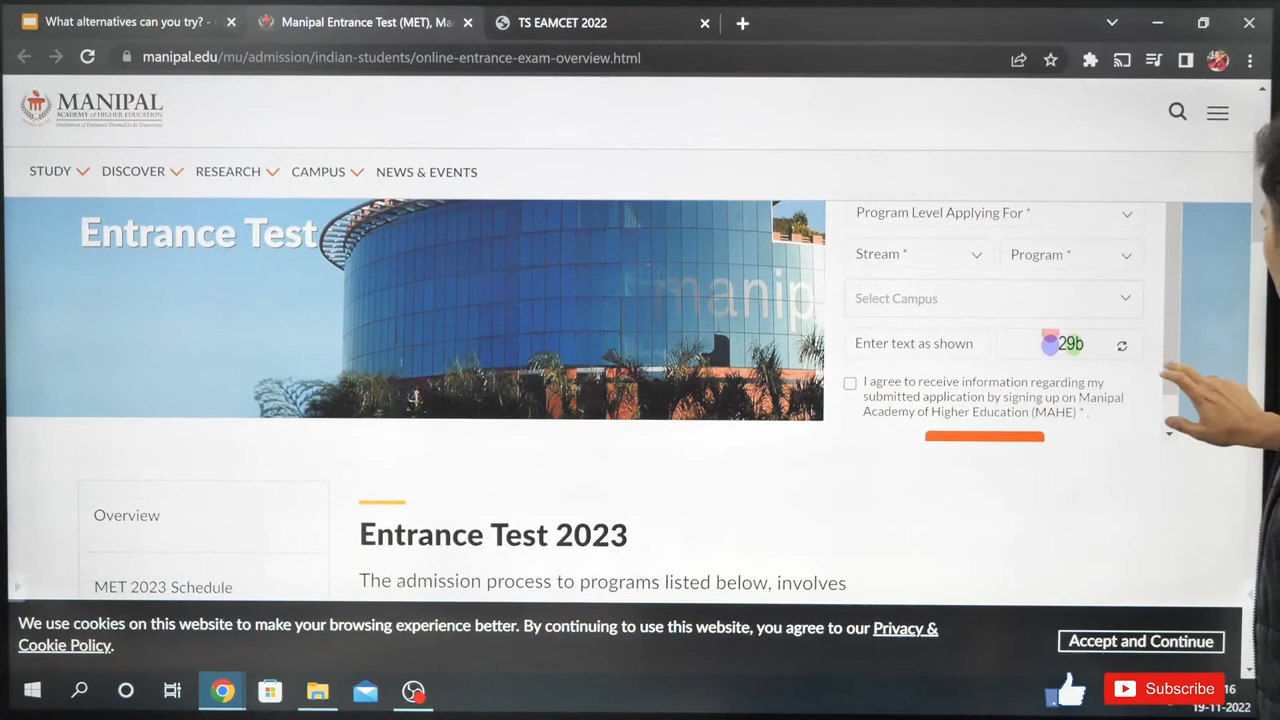 What alternatives can you try? -
Manipal Entrance Test (MET), Ma
TS EAMCET 2022
manipal.edu/mu/admission/indian-students/online-entrance-exam-overview.html
MANIPAL
ACADEMY of HIGHER EDUCATION
STUDY DISCOVER RESEARCH CAMPUS NEWS & EVENTS
Entrance Test
manip
Program Level Applying For *
Stream * Program *
Select Campus
Enter text as shown 29b
I agree to receive information regarding my
submitted application by signing up on Manipal
Academy of Higher Education (MAHE) * .
Overview
MET 2023 Schedule
Entrance Test 2023
The admission process to programs listed below, involves
We use cookies on this website to make your browsing experience better. By continuing to use this website, you agree to our Privacy &
Cookie Policy.
Accept and Continue
Subscribe
16
19-11-2022